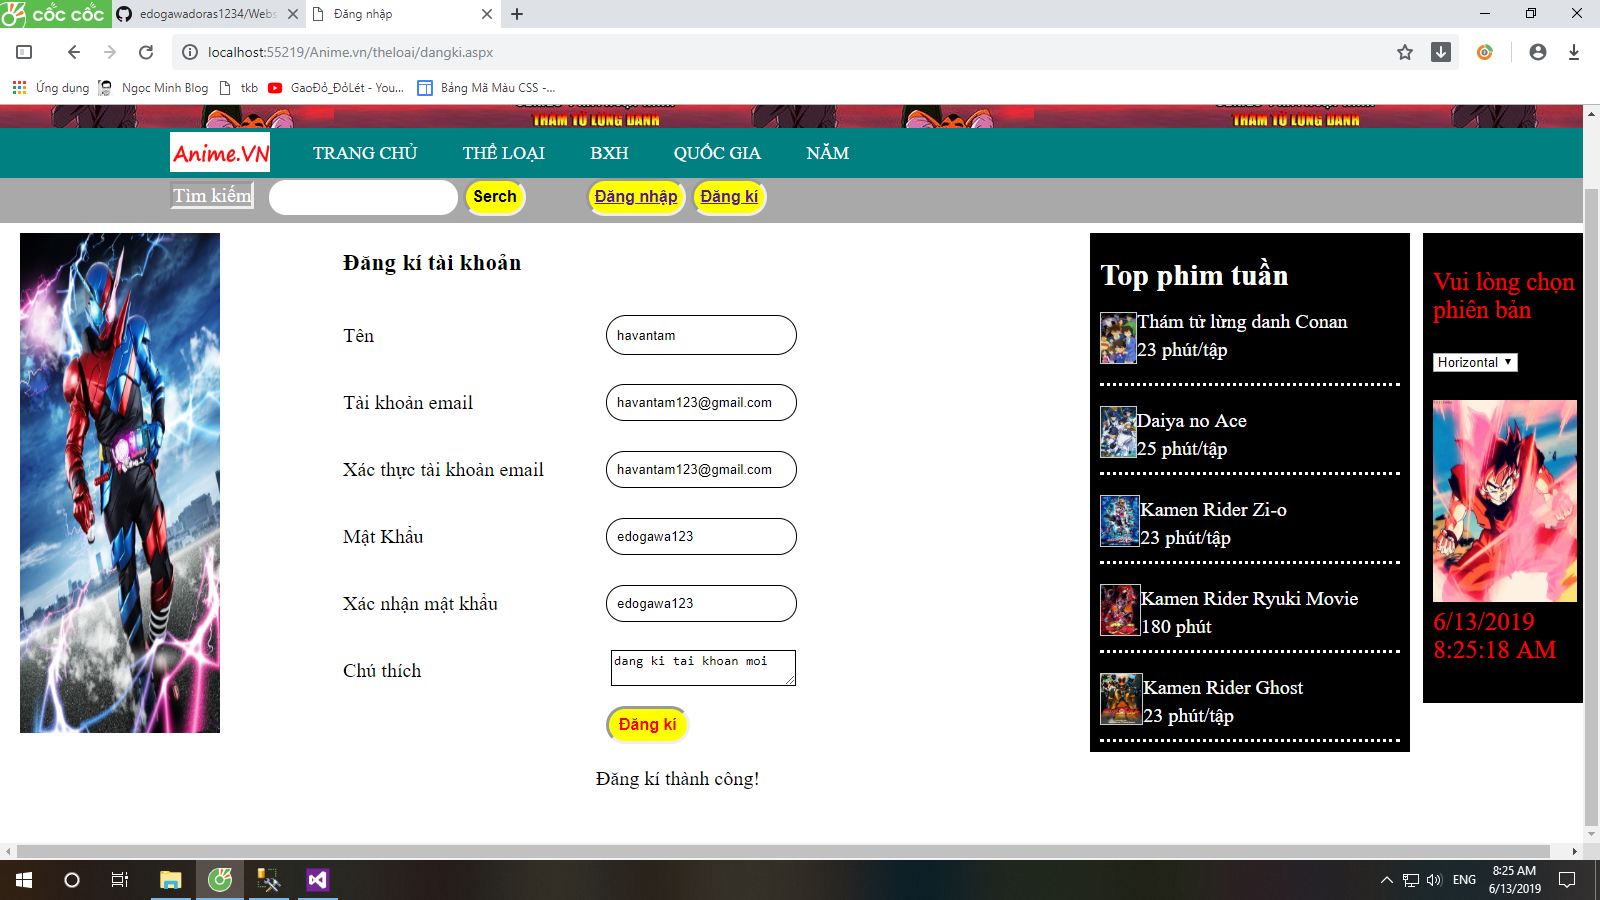 cốc cốc
edogawadoras1234/Webs
Đăng nhập
localhost:55219/Anime.vn/theloai/dangki.aspx
Ứng dụng
Ngọc Minh Blog
tkb
GaoĐỏ_ĐỏLét - You...
Bảng Mã Màu CSS -...
THÁM TỬ LỪNG DANH
THÁM TỬ LỪNG DANH
Anime.VN
TRANG CHỦ
THỂ LOẠI
BXH
QUỐC GIA
NĂM
Tìm kiếm
Serch
Đăng nhập
Đăng kí
Đăng kí tài khoản
Tên
havantam
Tài khoản email
havantam123@gmail.com
Xác thực tài khoản email
havantam123@gmail.com
Mật Khẩu
edogawa123
Xác nhận mật khẩu
edogawa123
Chú thích
dang ki tai khoan moi
Đăng kí
Đăng kí thành công!
Top phim tuần
Thám tử lừng danh Conan
23 phút/tập
Daiya no Ace
25 phút/tập
Kamen Rider Zi-o
23 phút/tập
Kamen Rider Ryuki Movie
180 phút
Kamen Rider Ghost
23 phút/tập
Vui lòng chọn
phiên bản
Horizontal
6/13/2019
8:25:18 AM
ENG
8:25 AM
6/13/2019